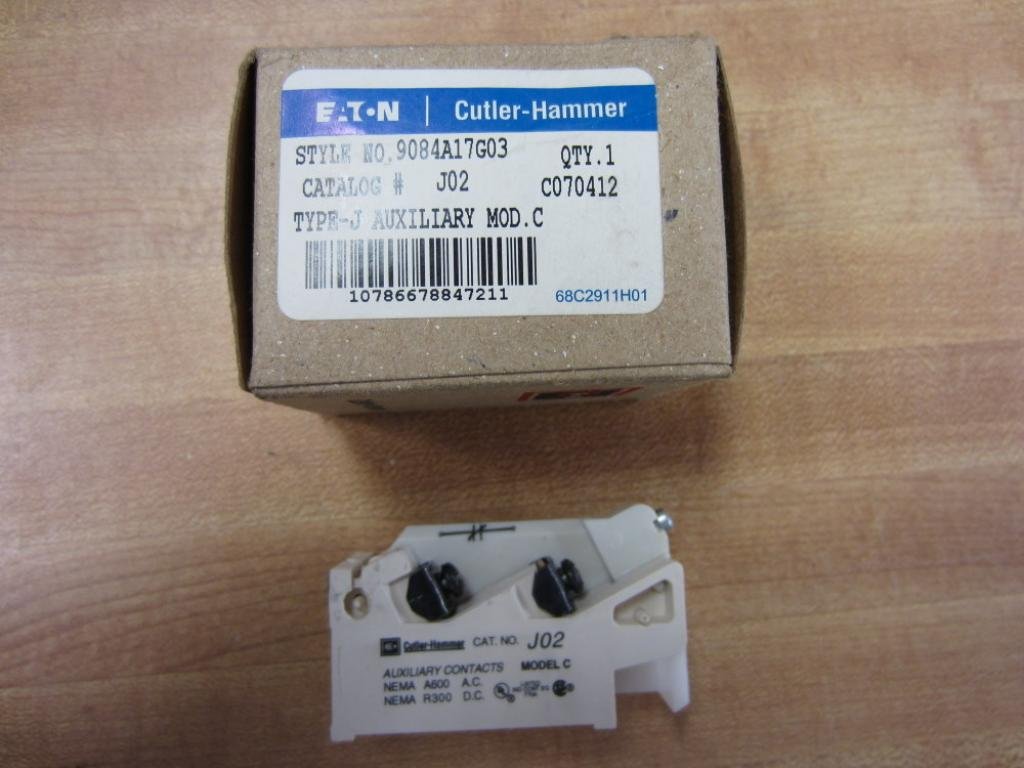 EATON | Cutler-Hammer
STYLE NO. 9084A17G03 QTY.1
CATALOG # J02 C070412
TYPE-J AUXILIARY MOD.C
10786678847211 68C2911H01
Cutler-Hammer CAT. NO. J02
AUXILIARY CONTACTS MODEL C
NEMA A600 A.C.
NEMA R300 D.C.